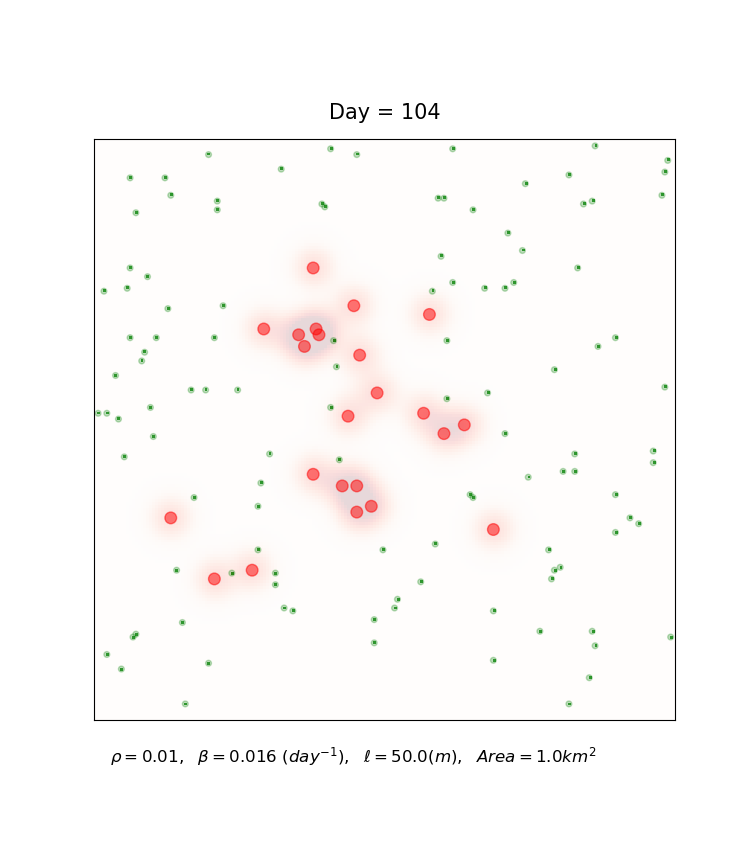 Day = 104
ρ = 0.01, β = 0.016 (day⁻¹), ℓ = 50.0(m), Area = 1.0km²